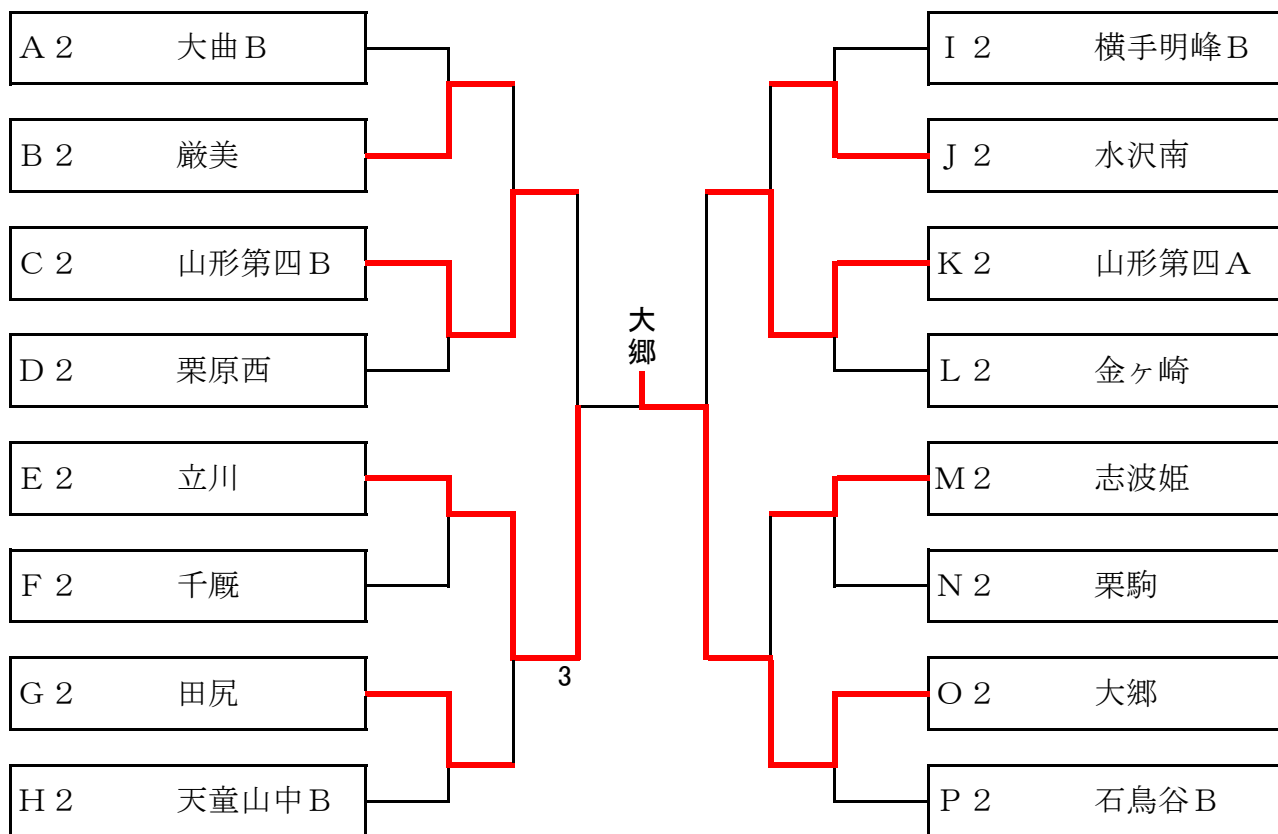 A2 大曲B
B2 厳美
C2 山形第四B
D2 栗原西
E2 立川
F2 千厩
G2 田尻
H2 天童山中B
3
大郷
I2 横手明峰B
J2 水沢南
K2 山形第四A
L2 金ヶ崎
M2 志波姫
N2 栗駒
O2 大郷
P2 石鳥谷B